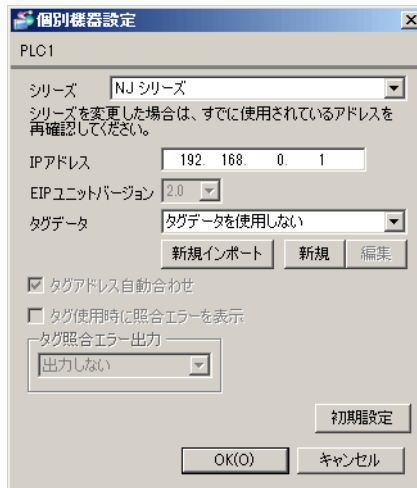 個別機器設定
PLC1
シリーズ NJ シリーズ
シリーズを変更した場合は、すでに使用されているアドレスを
再確認してください。
IPアドレス 192. 168. 0. 1
EIPユニットバージョン 2.0
タグデータ タグデータを使用しない
新規インポート 新規 編集
タグアドレス自動合わせ
タグ使用時に照合エラーを表示
タグ照合エラー出力
出力しない
初期設定
OK(O) キャンセル